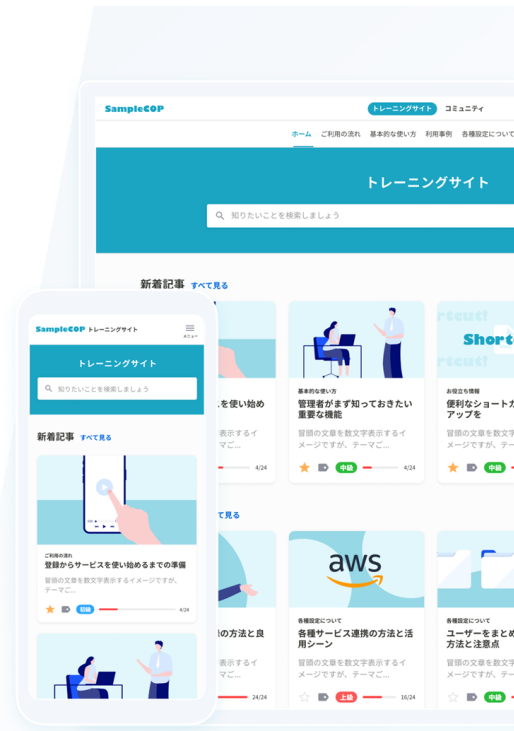 SampleCOP
トレーニングサイト コミュニティ
ホーム ご利用の流れ 基本的な使い方 利用事例 各種設定について
トレーニングサイト
知りたいことを検索しましょう
新着記事 すべて見る
を使い始め
表示するイ
マご...
4/24
基本的な使い方
管理者がまず知っておきたい
重要な機能
冒頭の文章を数文字表示するイ
メージですが、テーマご...
中級 4/24
Short
お役立ち情報
便利なショートカ
アップを
冒頭の文章を数文字
メージですが、テー
中級
て見る
の方法と良
表示するイ
マご...
24/24
aws
各種設定について
各種サービス連携の方法と活
用シーン
冒頭の文章を数文字表示するイ
メージですが、テーマご...
上級 16/24
各種設定について
ユーザーをまとめ
方法と注意点
冒頭の文章を数文字
メージですが、テー
中級
SampleCOP トレーニングサイト
メニュー
トレーニングサイト
知りたいことを検索しましょう
新着記事 すべて見る
ご利用の流れ
登録からサービスを使い始めるまでの準備
冒頭の文章を数文字表示するイメージですが、
テーマご...
初級 4/24